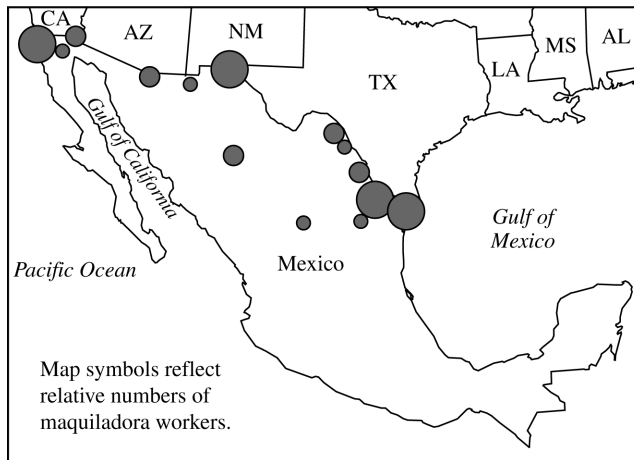 CA
AZ
NM
TX
LA
MS
AL
Gulf of California
Gulf of
Mexico
Pacific Ocean
Mexico
Map symbols reflect
relative numbers of
maquiladora workers.